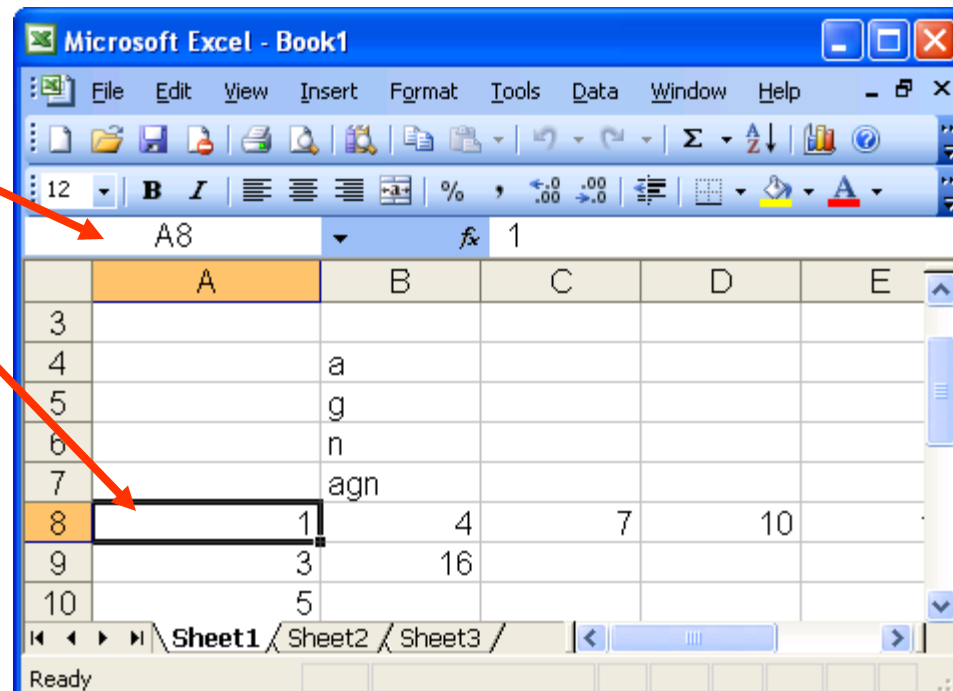 Microsoft Excel - Book1
File Edit View Insert Format Tools Data Window Help
12 B I % , .00 A
A8 fx 1
A B C D E
3
4 a
5 g
6 n
7 agn
8 1 4 7 10
9 3 16
10 5
Sheet1 Sheet2 Sheet3
Ready